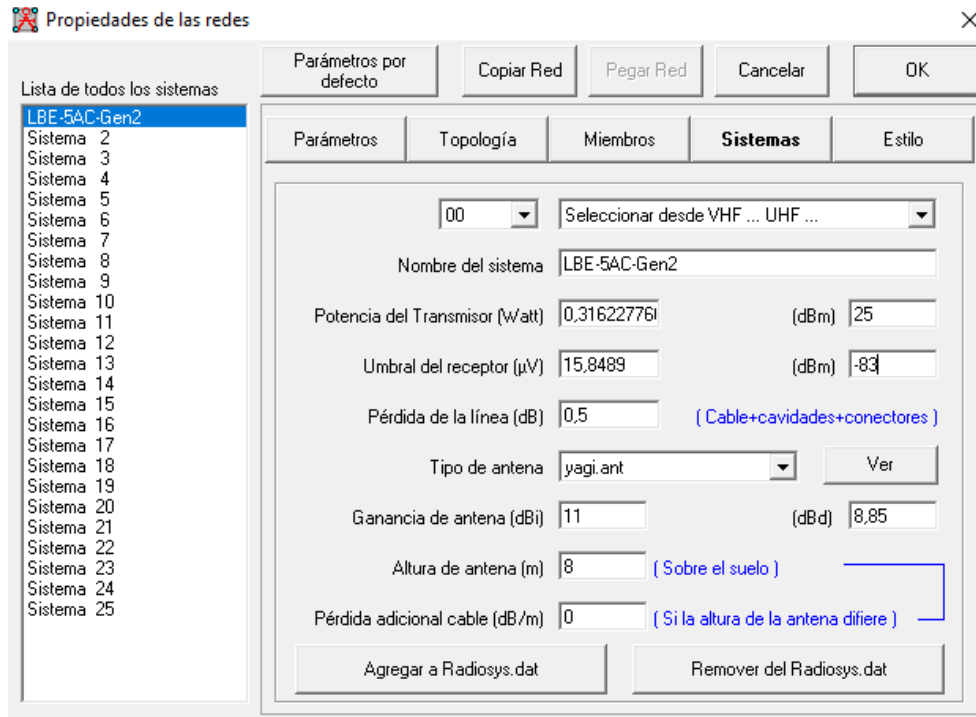 Propiedades de las redes
Parámetros por defecto
Copiar Red
Pegar Red
Cancelar
OK
Lista de todos los sistemas
LBE-5AC-Gen2
Sistema 2
Sistema 3
Sistema 4
Sistema 5
Sistema 6
Sistema 7
Sistema 8
Sistema 9
Sistema 10
Sistema 11
Sistema 12
Sistema 13
Sistema 14
Sistema 15
Sistema 16
Sistema 17
Sistema 18
Sistema 19
Sistema 20
Sistema 21
Sistema 22
Sistema 23
Sistema 24
Sistema 25
Parámetros
Topología
Miembros
Sistemas
Estilo
00 Seleccionar desde VHF ... UHF ...
Nombre del sistema LBE-5AC-Gen2
Potencia del Transmisor (Watt) 0,31622776 (dBm) 25
Umbral del receptor (µV) 15,8489 (dBm) -83
Pérdida de la línea (dB) 0,5 ( Cable+cavidades+conectores )
Tipo de antena yagi.ant Ver
Ganancia de antena (dBi) 11 (dBd) 8,85
Altura de antena (m) 8 ( Sobre el suelo )
Pérdida adicional cable (dB/m) 0 ( Si la altura de la antena difiere )
Agregar a Radiosys.dat
Remover del Radiosys.dat